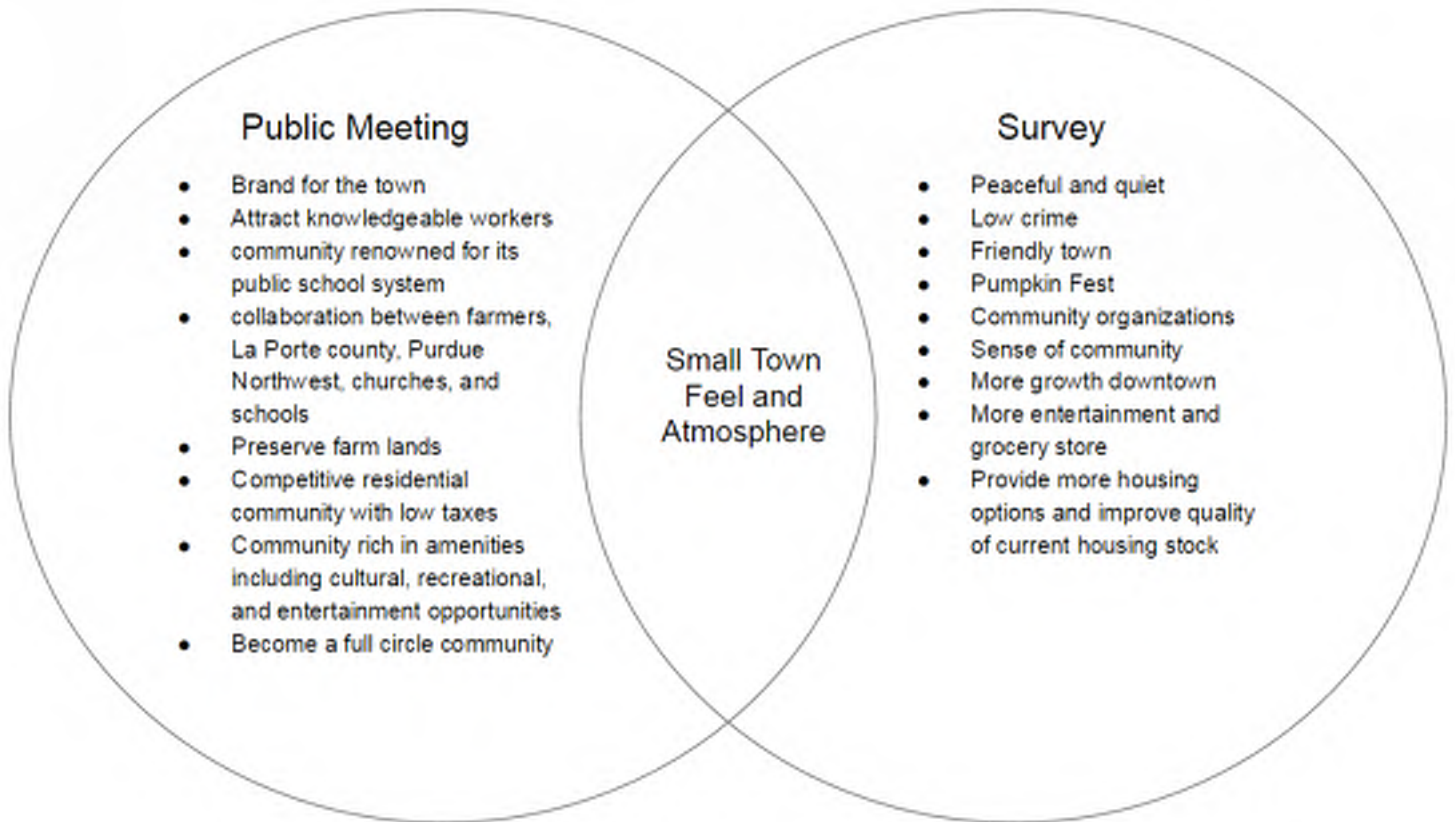 Public Meeting
● Brand for the town
● Attract knowledgeable workers
● community renowned for its
public school system
● collaboration between farmers,
La Porte county, Purdue
Northwest, churches, and
schools
● Preserve farm lands
● Competitive residential
community with low taxes
● Community rich in amenities
including cultural, recreational,
and entertainment opportunities
● Become a full circle community
Small Town
Feel and
Atmosphere
Survey
● Peaceful and quiet
● Low crime
● Friendly town
● Pumpkin Fest
● Community organizations
● Sense of community
● More growth downtown
● More entertainment and
grocery store
● Provide more housing
options and improve quality
of current housing stock